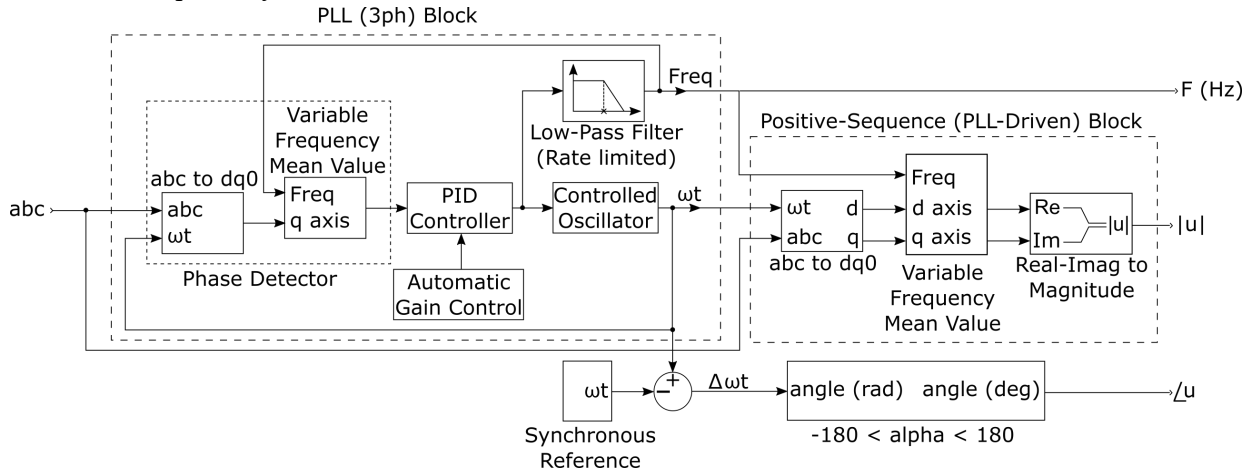 PLL (3ph) Block
Freq
F (Hz)
Low-Pass Filter
(Rate limited)
Variable
Frequency
Mean Value
abc to dq0
abc
abc
ωt
Freq
q axis
Phase Detector
PID
Controller
Automatic
Gain Control
Controlled
Oscillator
ωt
Positive-Sequence (PLL-Driven) Block
ωt d
abc q
abc to dq0
Freq
d axis
q axis
Variable
Frequency
Mean Value
Re
Im
|u|
Real-Imag to
Magnitude
|u|
ωt
Synchronous
Reference
+
−
Δωt
angle (rad) angle (deg)
-180 < alpha < 180
∠u